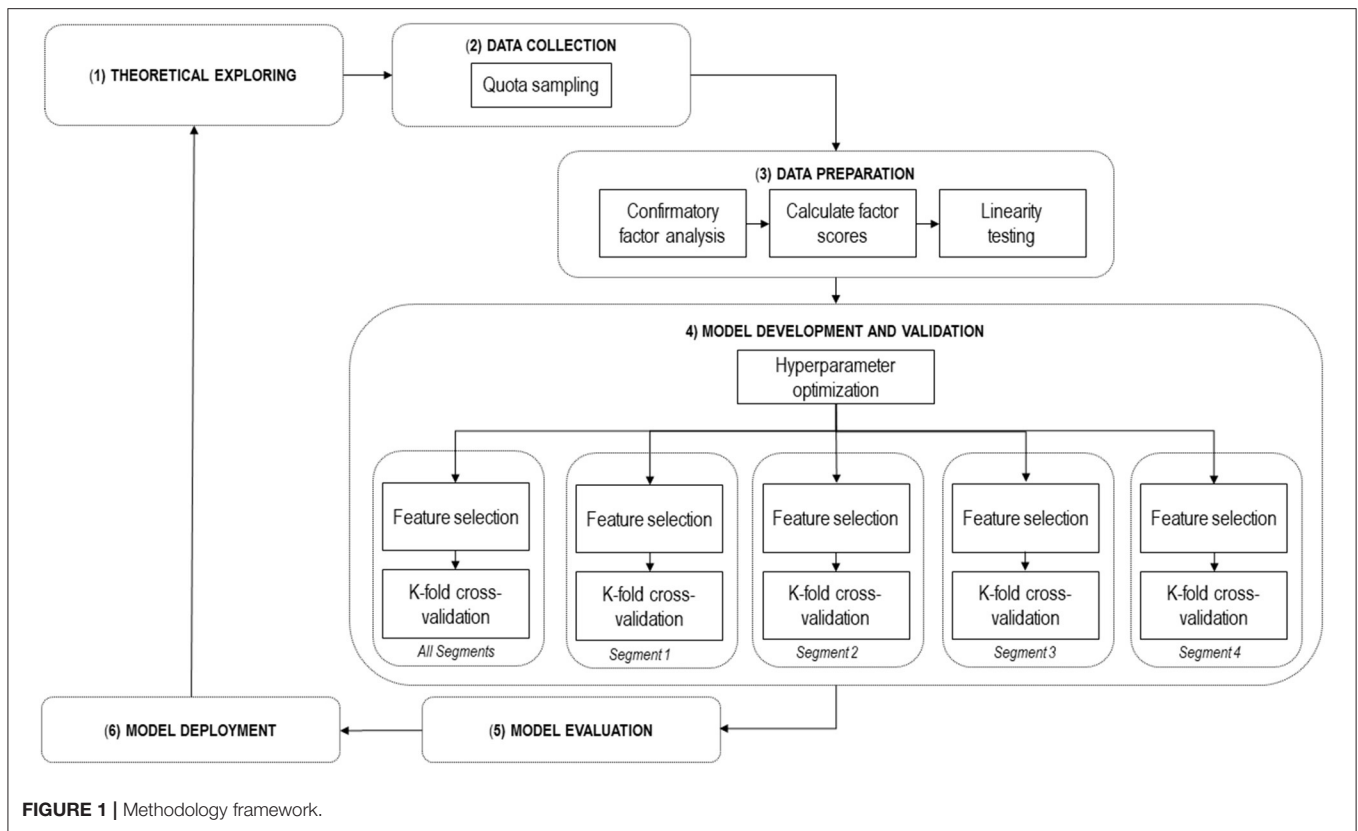 (1) THEORETICAL EXPLORING
(2) DATA COLLECTION
Quota sampling
(3) DATA PREPARATION
Confirmatory
factor analysis
Calculate factor
scores
Linearity
testing
4) MODEL DEVELOPMENT AND VALIDATION
Hyperparameter
optimization
Feature selection
K-fold cross-
validation
All Segments
Feature selection
K-fold cross-
validation
Segment 1
Feature selection
K-fold cross-
validation
Segment 2
Feature selection
K-fold cross-
validation
Segment 3
Feature selection
K-fold cross-
validation
Segment 4
(5) MODEL EVALUATION
(6) MODEL DEPLOYMENT
FIGURE 1 | Methodology framework.